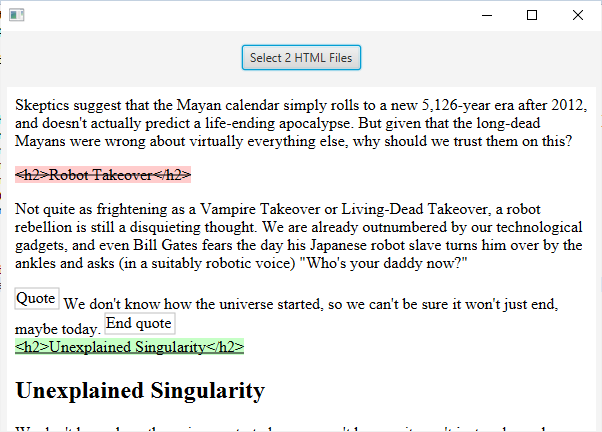 Select 2 HTML Files
Skeptics suggest that the Mayan calendar simply rolls to a new 5,126-year era after 2012,
and doesn't actually predict a life-ending apocalypse. But given that the long-dead
Mayans were wrong about virtually everything else, why should we trust them on this?
<h2>Robot Takeover</h2>
Not quite as frightening as a Vampire Takeover or Living-Dead Takeover, a robot
rebellion is still a disquieting thought. We are already outnumbered by our technological
gadgets, and even Bill Gates fears the day his Japanese robot slave turns him over by the
ankles and asks (in a suitably robotic voice) "Who's your daddy now?"
Quote We don't know how the universe started, so we can't be sure it won't just end,
maybe today. End quote
<h2>Unexplained Singularity</h2>
Unexplained Singularity